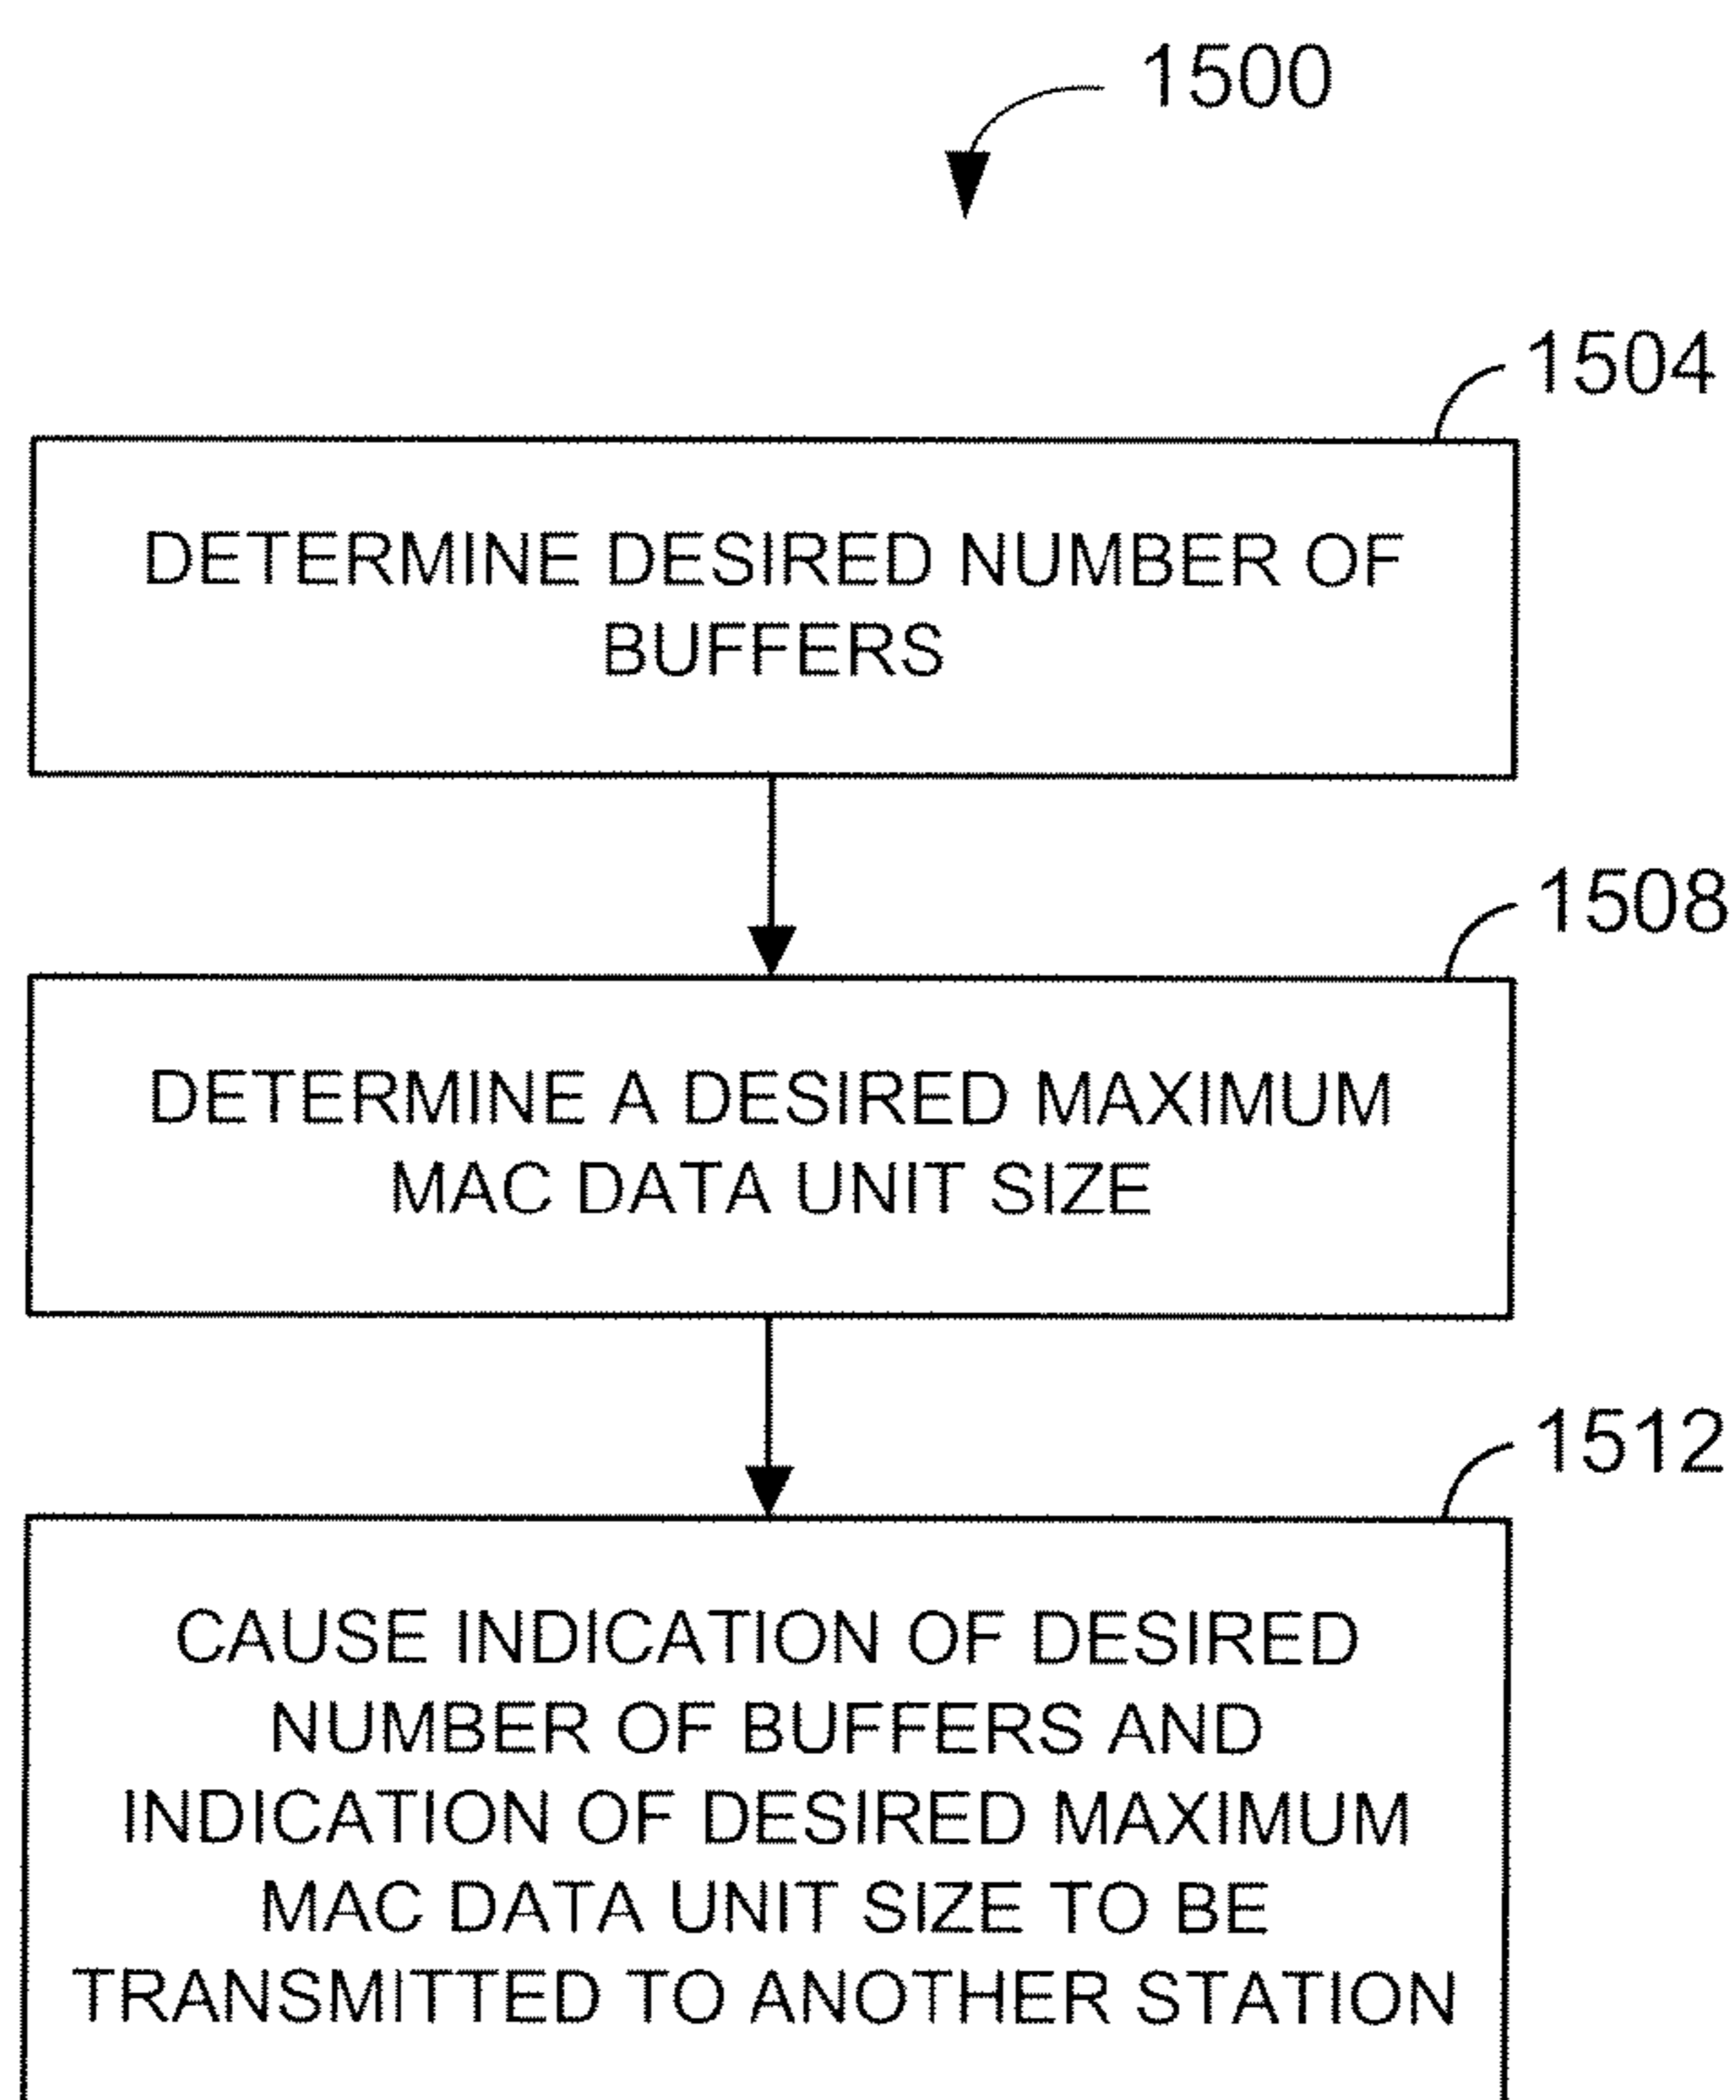 1500
1504
DETERMINE DESIRED NUMBER OF
BUFFERS
1508
DETERMINE A DESIRED MAXIMUM
MAC DATA UNIT SIZE
1512
CAUSE INDICATION OF DESIRED
NUMBER OF BUFFERS AND
INDICATION OF DESIRED MAXIMUM
MAC DATA UNIT SIZE TO BE
TRANSMITTED TO ANOTHER STATION